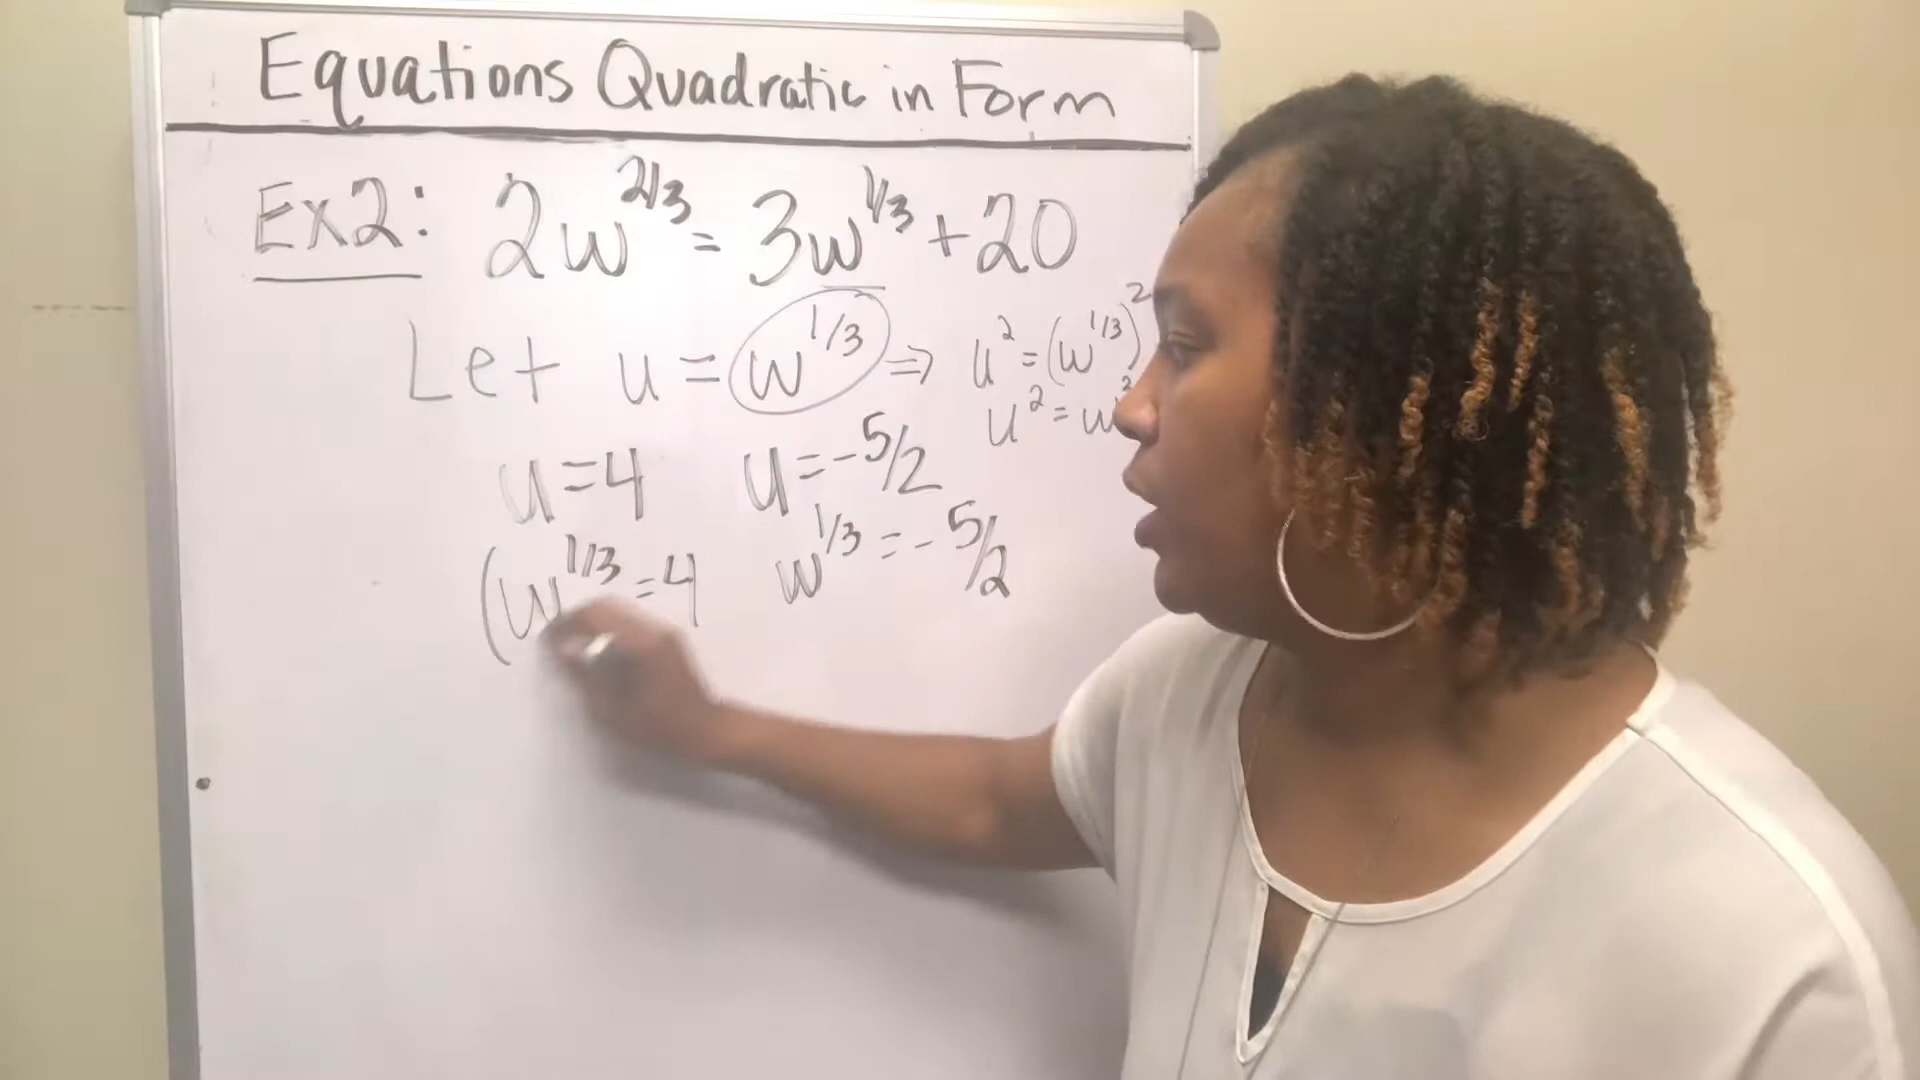 Equations Quadratic in Form
Ex2: 2w^2/3 = 3w^1/3 + 20
Let u = w^1/3 ⇒ u^2 = (w^1/3)^2
u^2 = w^2
u=4 u=-5/2
(w^1/3 =4 w^1/3 = -5/2